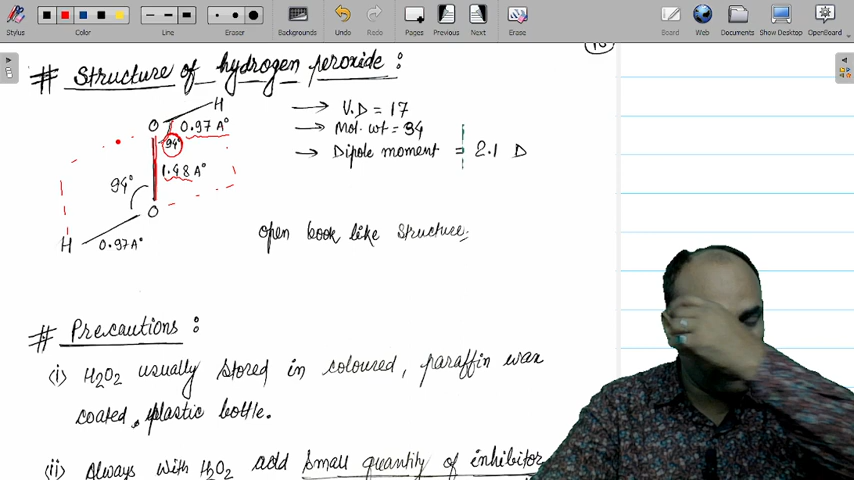 Stylus
Color
Line
Eraser
Backgrounds
Undo
Redo
Pages
Previous
Next
Erase
Board
Web
Documents
Show Desktop
OpenBoard
# Structure of hydrogen peroxide :
H
O 0.97 A°
94°
1.48 A°
94°
O
H 0.97 A°
→ V.D = 17
→ Mol. wt = 34
→ Dipole moment = 2.1 D
open book like structure
# Precautions :
(i) H2O2 usually stored in coloured, paraffin wax
coated plastic bottle.
(ii) Always with H2O2 add small quantity of inhibitor